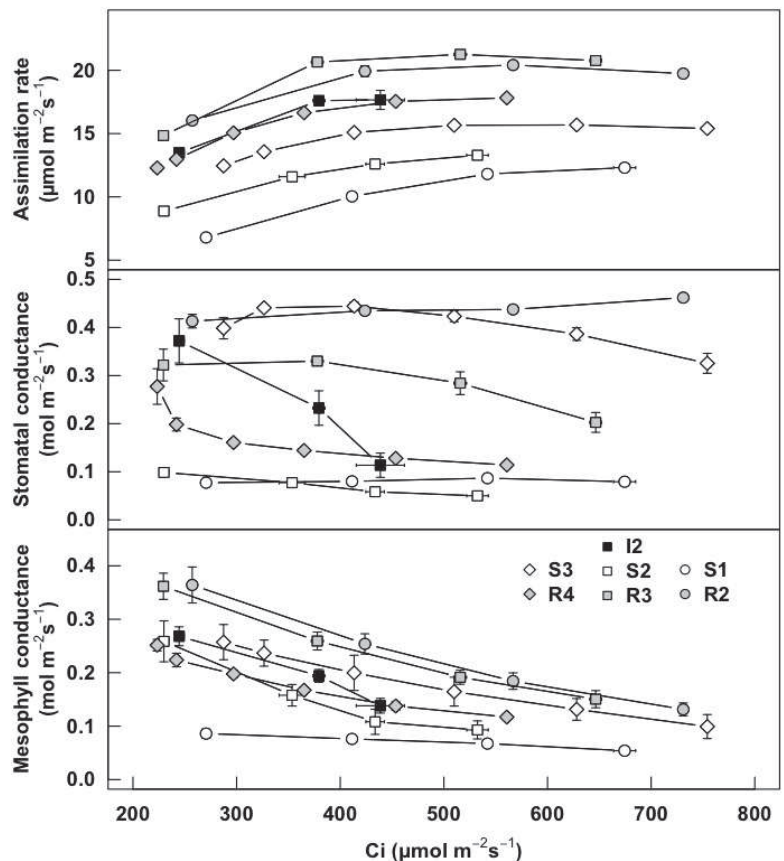 Assimilation rate
(μmol m⁻²s⁻¹)
20
15
10
5
Stomatal conductance
(mol m⁻²s⁻¹)
0.5
0.4
0.3
0.2
0.1
0.0
Mesophyll conductance
(mol m⁻²s⁻¹)
0.4
0.3
0.2
0.1
0.0
I2
S3 S2 S1
R4 R3 R2
200 300 400 500 600 700 800
Ci (μmol m⁻²s⁻¹)